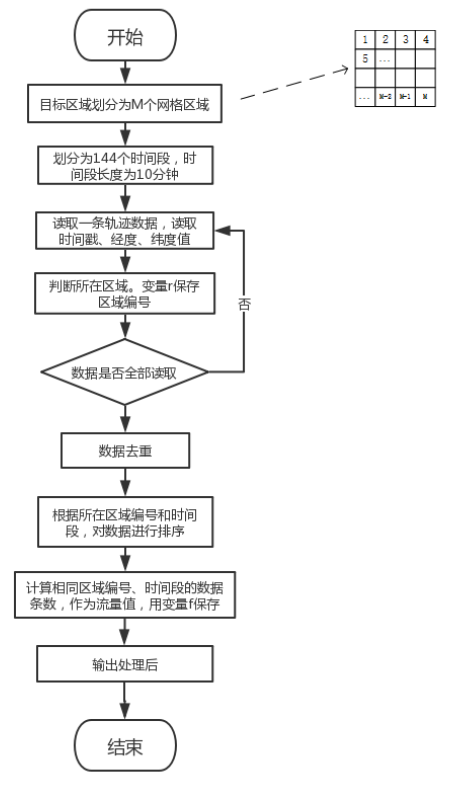 开始
1 2 3 4
5 ...
... M-2 M-1 M
目标区域划分为M个网格区域
划分为144个时间段，时
间段长度为10分钟
读取一条轨迹数据，读取
时间戳、经度、纬度值
判断所在区域。变量r保存
区域编号
否
数据是否全部读取
数据去重
根据所在区域编号和时间
段，对数据进行排序
计算相同区域编号、时间段的数据
条数，作为流量值，用变量f保存
输出处理后
结束